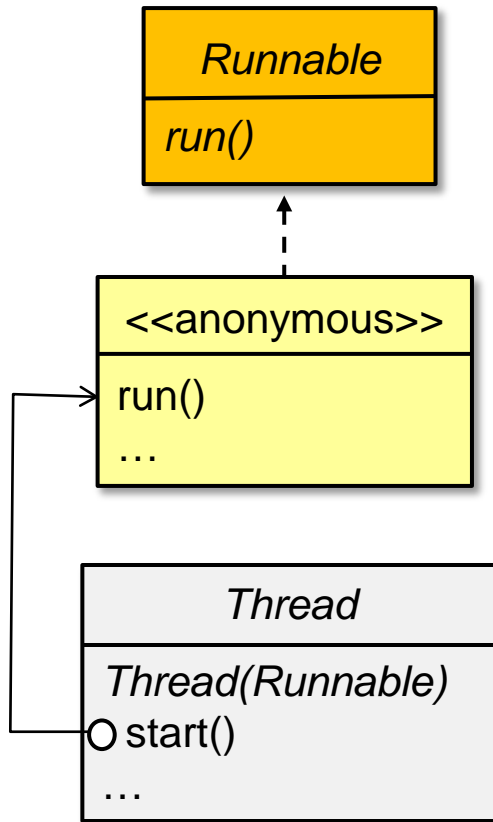 Runnable
run()
<<anonymous>>
run()
…
Thread
Thread(Runnable)
start()
…